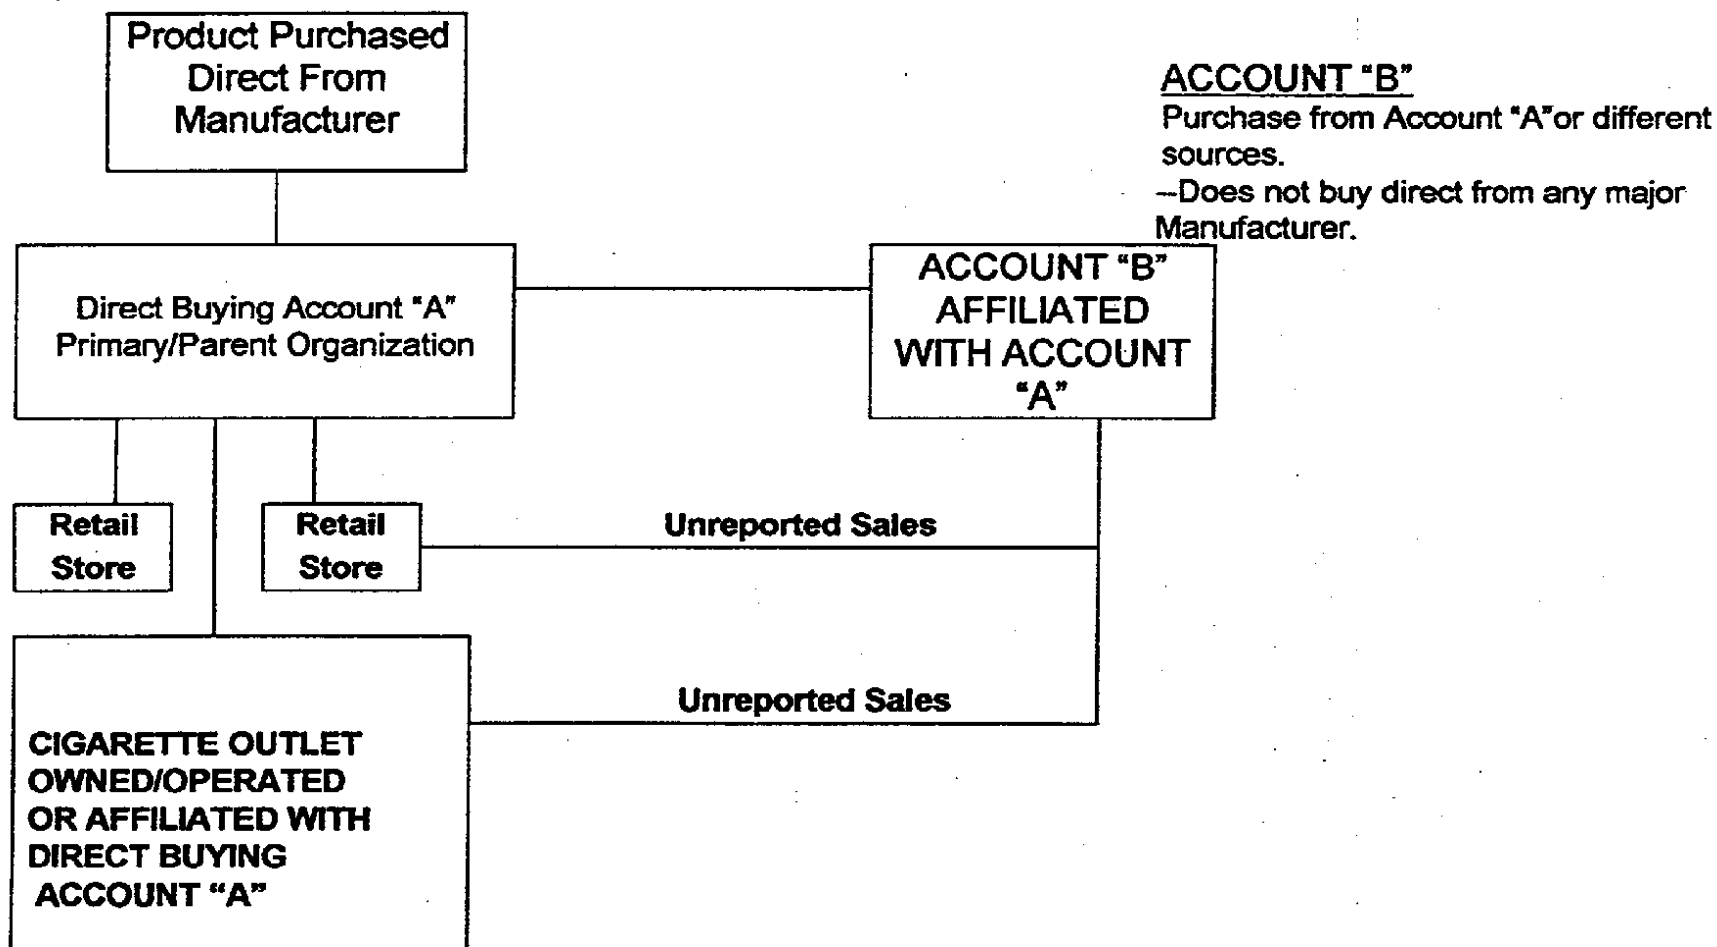 Product Purchased
Direct From
Manufacturer
ACCOUNT "B"
Purchase from Account "A"or different
sources.
--Does not buy direct from any major
Manufacturer.
Direct Buying Account "A"
Primary/Parent Organization
ACCOUNT "B"
AFFILIATED
WITH ACCOUNT
"A"
Retail
Store
Retail
Store
Unreported Sales
Unreported Sales
CIGARETTE OUTLET
OWNED/OPERATED
OR AFFILIATED WITH
DIRECT BUYING
ACCOUNT "A"